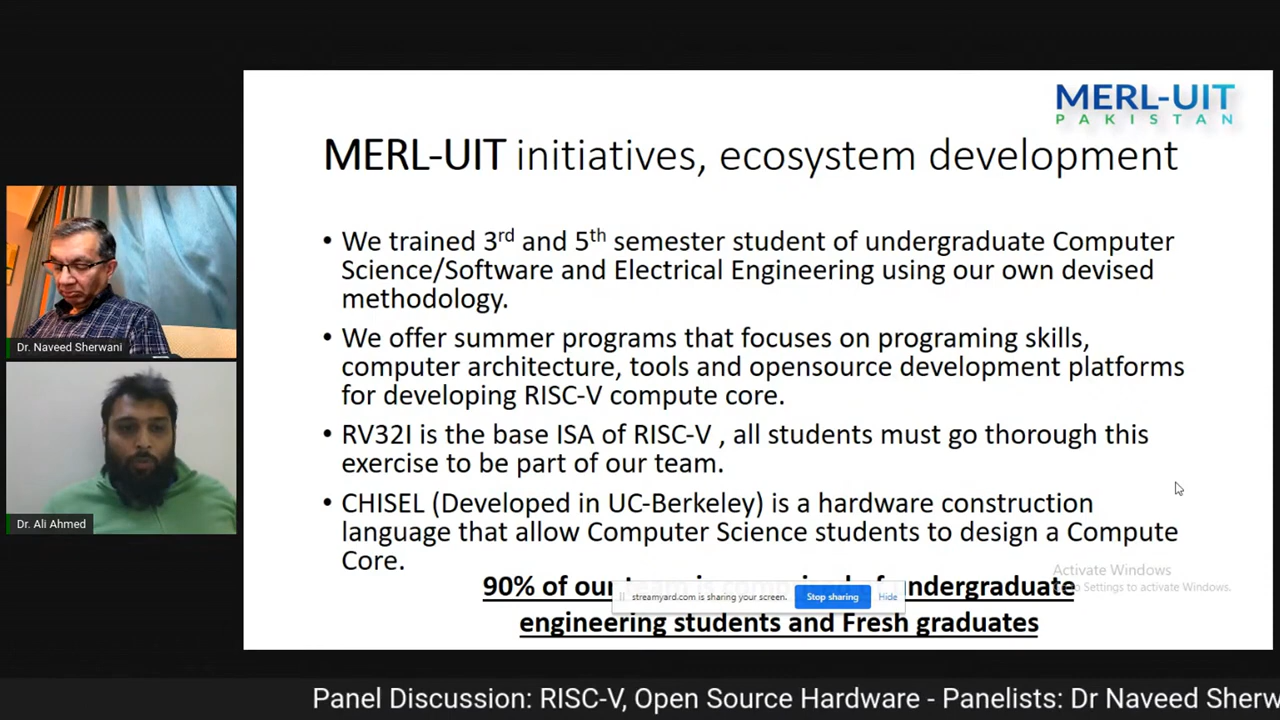 MERL-UIT
PAKISTAN
MERL-UIT initiatives, ecosystem development
• We trained 3rd and 5th semester student of undergraduate Computer
Science/Software and Electrical Engineering using our own devised
methodology.
• We offer summer programs that focuses on programing skills,
computer architecture, tools and opensource development platforms
for developing RISC-V compute core.
• RV32I is the base ISA of RISC-V , all students must go thorough this
exercise to be part of our team.
• CHISEL (Developed in UC-Berkeley) is a hardware construction
language that allow Computer Science students to design a Compute
Core.
90% of our team is comprised of undergraduate
engineering students and Fresh graduates
streamyard.com is sharing your screen. Stop sharing Hide
Activate Windows
Settings to activate Windows.
Dr. Naveed Sherwani
Dr. Ali Ahmed
Panel Discussion: RISC-V, Open Source Hardware - Panelists: Dr Naveed Sherw